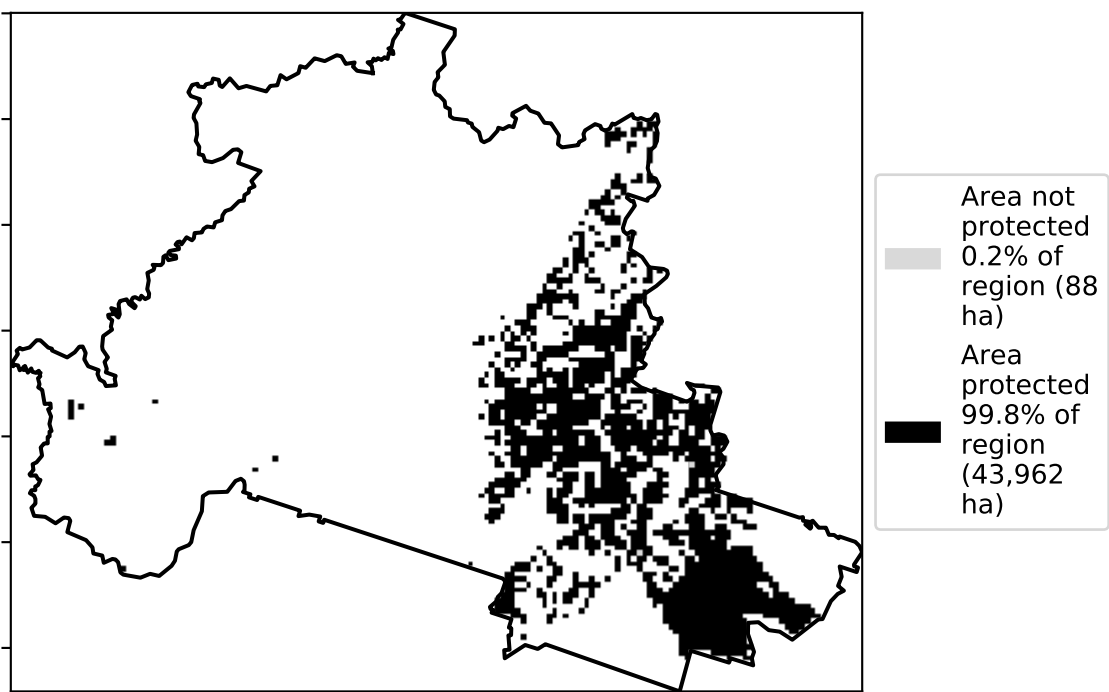 Area not
protected
0.2% of
region (88
ha)
Area
protected
99.8% of
region
(43,962
ha)